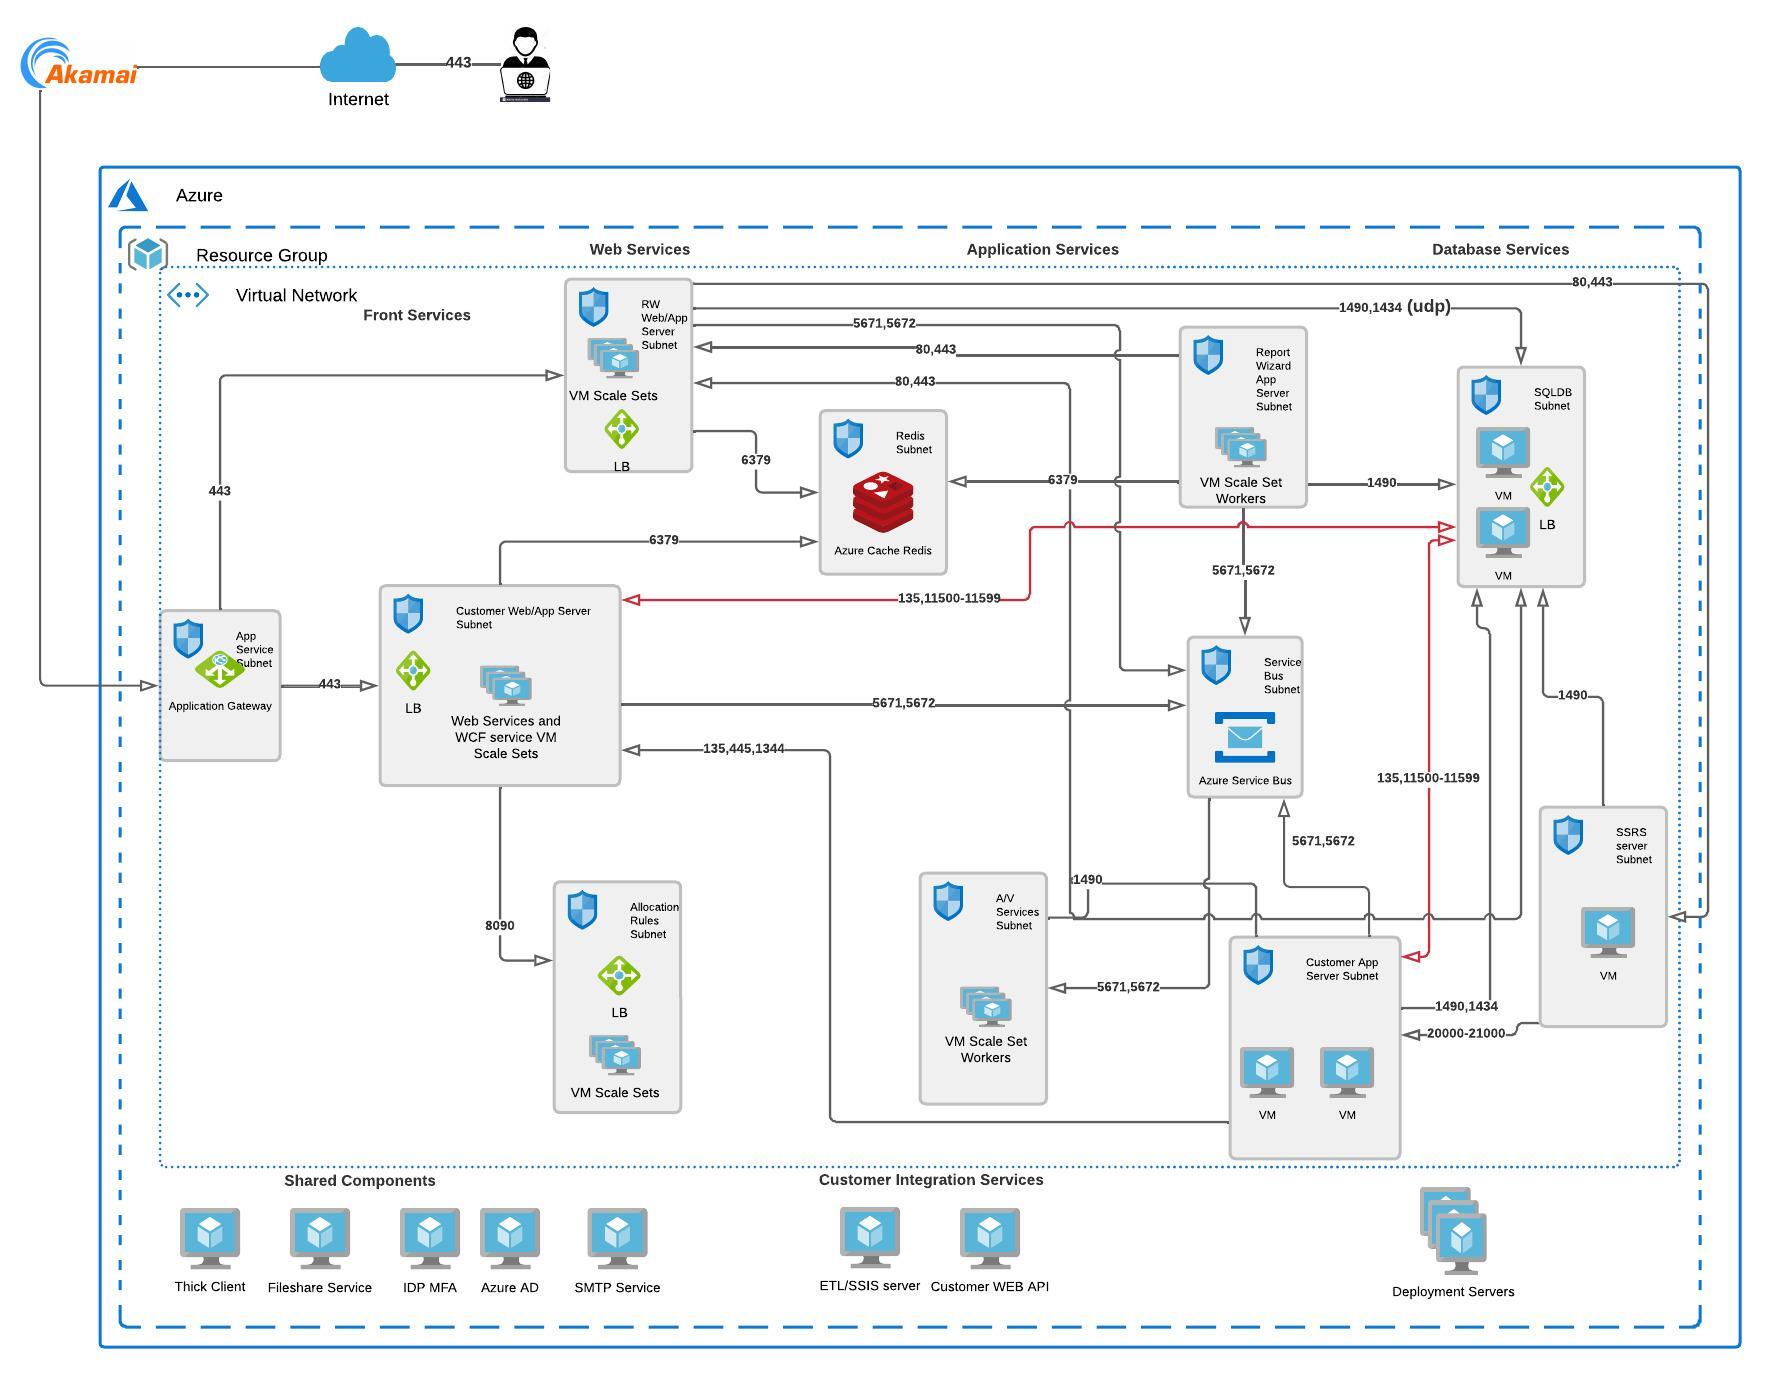 Akamai
Internet
443
Azure
Resource Group
Web Services
Application Services
Database Services
Virtual Network
Front Services
80,443
1490,1434 (udp)
5671,5672
80,443
80,443
RW
Web/App
Server
Subnet
VM Scale Sets
LB
6379
Redis
Subnet
Azure Cache Redis
Report
Wizard
App
Server
Subnet
VM Scale Set
Workers
6379
1490
SQLDB
Subnet
VM
LB
VM
443
6379
5671,5672
135,11500-11599
App
Service
Subnet
Application Gateway
443
Customer Web/App Server
Subnet
LB
Web Services and
WCF service VM
Scale Sets
5671,5672
135,445,1344
Service
Bus
Subnet
Azure Service Bus
1490
135,11500-11599
5671,5672
SSRS
server
Subnet
VM
8090
Allocation
Rules
Subnet
LB
VM Scale Sets
1490
A/V
Services
Subnet
VM Scale Set
Workers
5671,5672
Customer App
Server Subnet
VM
VM
1490,1434
20000-21000
Shared Components
Customer Integration Services
Thick Client
Fileshare Service
IDP MFA
Azure AD
SMTP Service
ETL/SSIS server
Customer WEB API
Deployment Servers